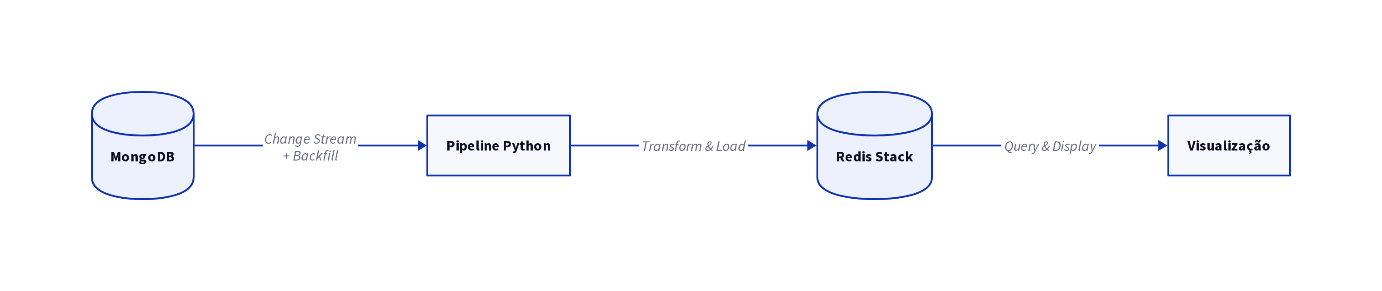 MongoDB
Change Stream
+ Backfill
Pipeline Python
Transform & Load
Redis Stack
Query & Display
Visualização